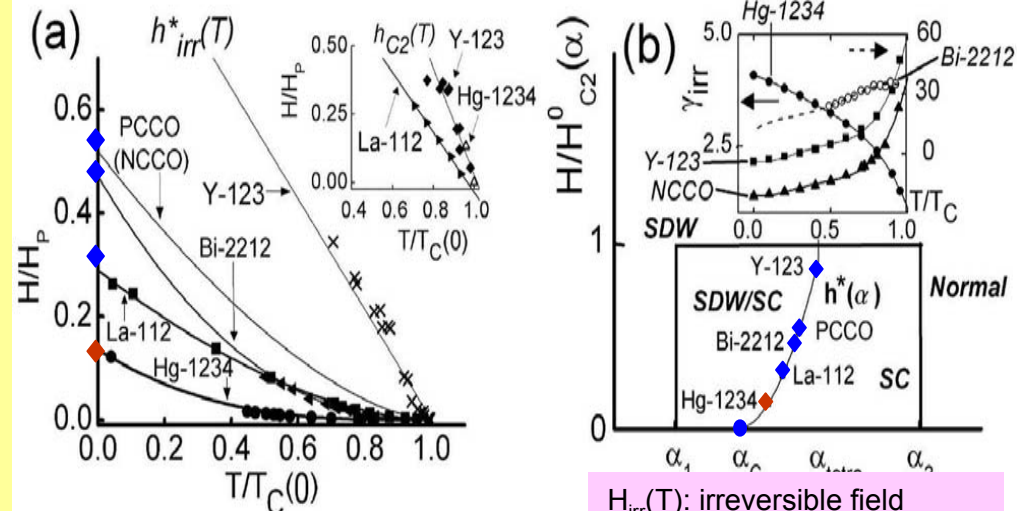 (a)
h*irr(T)
H/HP
0.6
0.4
0.2
0.0
PCCO
(NCCO)
Y-123
Bi-2212
La-112
Hg-1234
0.0 0.2 0.4 0.6 0.8 1.0
T/TC(0)
hC2(T)
Y-123
Hg-1234
La-112
H/HP
0.50
0.25
0.00
0.4 0.6 0.8 1.0
T/TC(0)
(b)
H/H0C2(α)
1
0
Hg-1234
5.0
2.5
γirr
60
30
0
Bi-2212
Y-123
NCCO
T/TC
0.0 0.5 1.0
SDW
Y-123
SDW/SC
h*(α)
Normal
PCCO
Bi-2212
La-112
SC
Hg-1234
α1 αC α2
Hirr(T): irreversible field